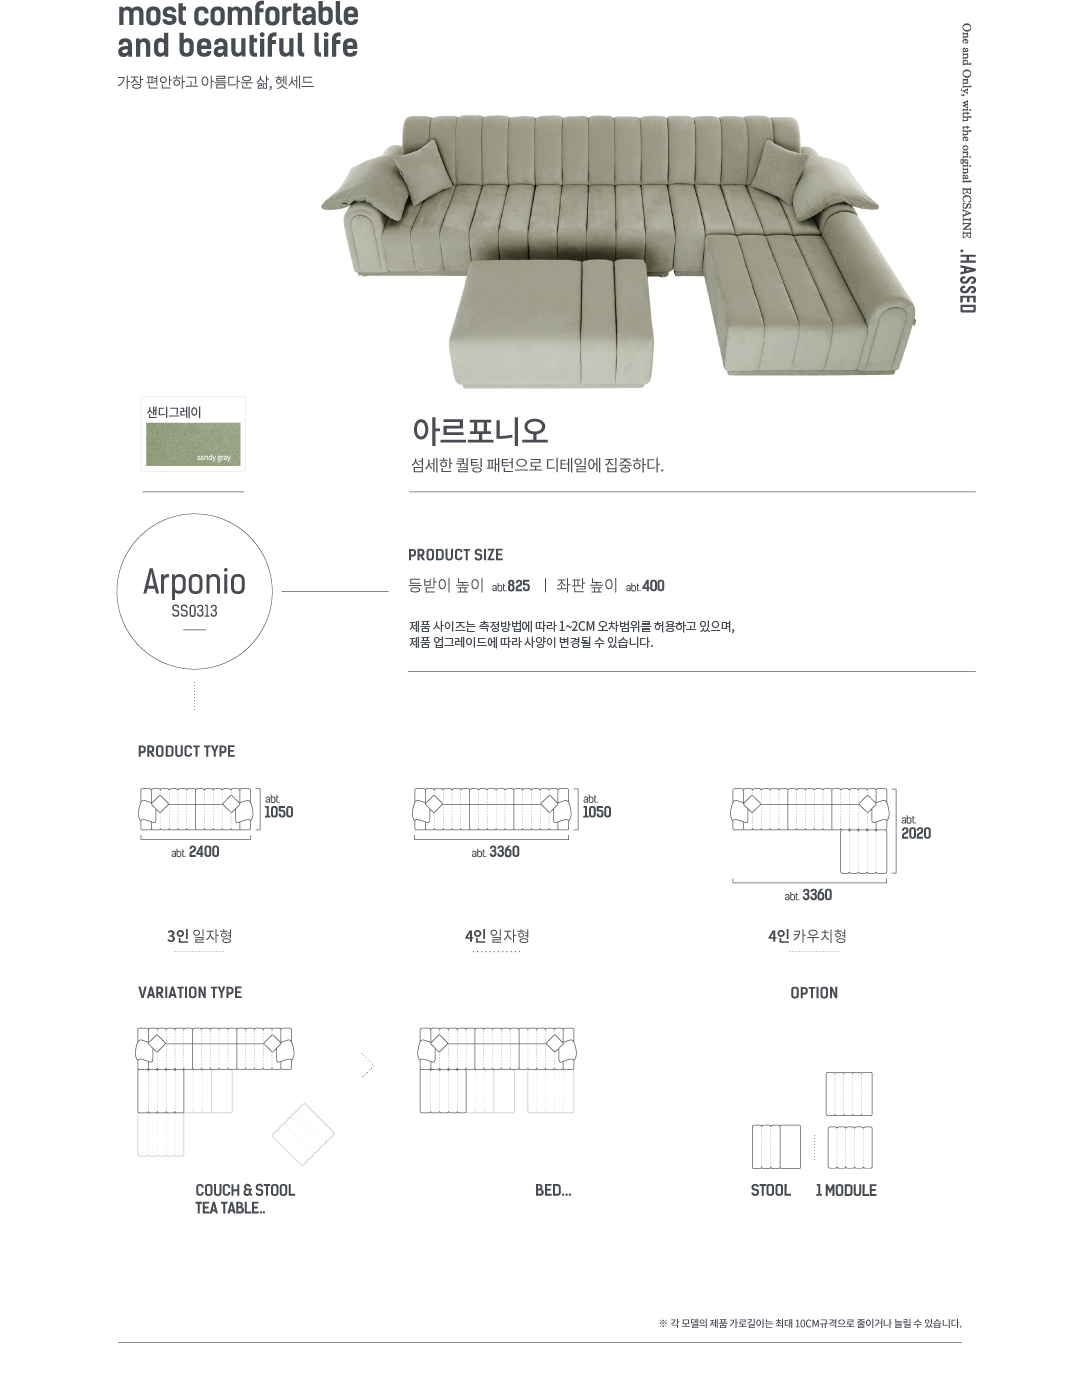 most comfortable
and beautiful life
가장 편안하고 아름다운 삶, 헷세드
One and Only, with the original ECSAINE .HASSED
샌디그레이
sandy gray
아르포니오
섬세한 퀄팅 패턴으로 디테일에 집중하다.
Arponio
SS0313
PRODUCT SIZE
등받이 높이 abt.825 | 좌판 높이 abt.400
제품 사이즈는 측정방법에 따라 1~2CM 오차범위를 허용하고 있으며,
제품 업그레이드에 따라 사양이 변경될 수 있습니다.
PRODUCT TYPE
abt.
1050
abt. 2400
3인 일자형
abt.
1050
abt. 3360
4인 일자형
abt.
2020
abt. 3360
4인 카우치형
VARIATION TYPE
COUCH & STOOL
TEA TABLE..
BED...
OPTION
STOOL
1 MODULE
※ 각 모델의 제품 가로길이는 최대 10CM규격으로 줄이거나 늘릴 수 있습니다.